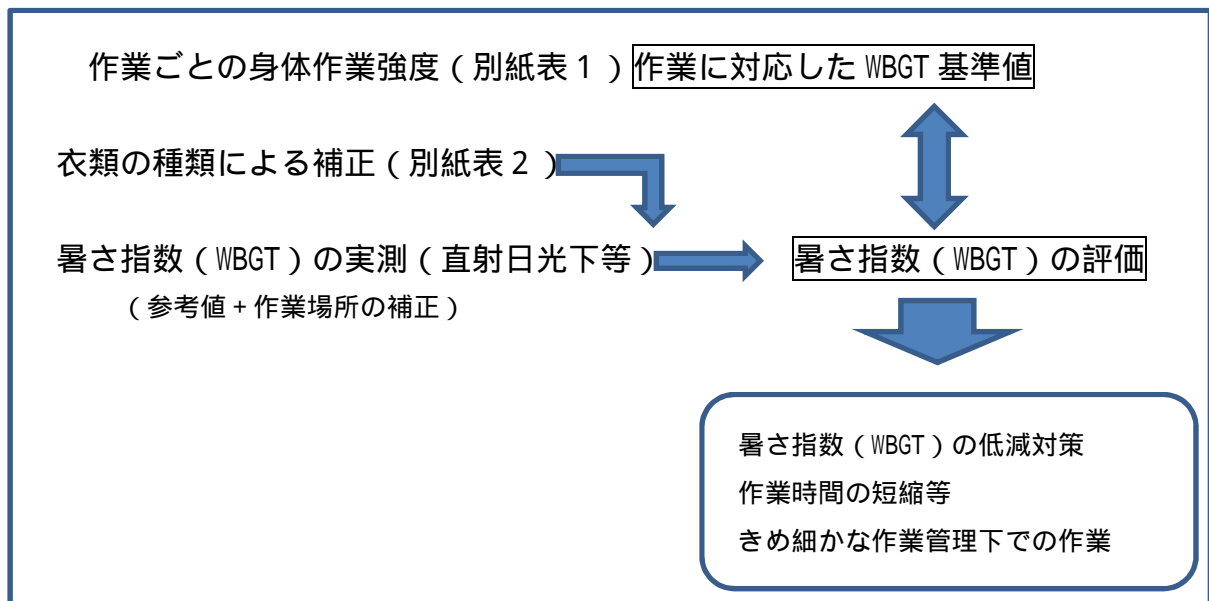 作業ごとの身体作業強度(別紙表1)作業に対応したWBGT基準値
衣類の種類による補正(別紙表2)
暑さ指数(WBGT)の実測(直射日光下等) 暑さ指数(WBGT)の評価
(参考値+作業場所の補正)
暑さ指数(WBGT)の低減対策
作業時間の短縮等
きめ細かな作業管理下での作業